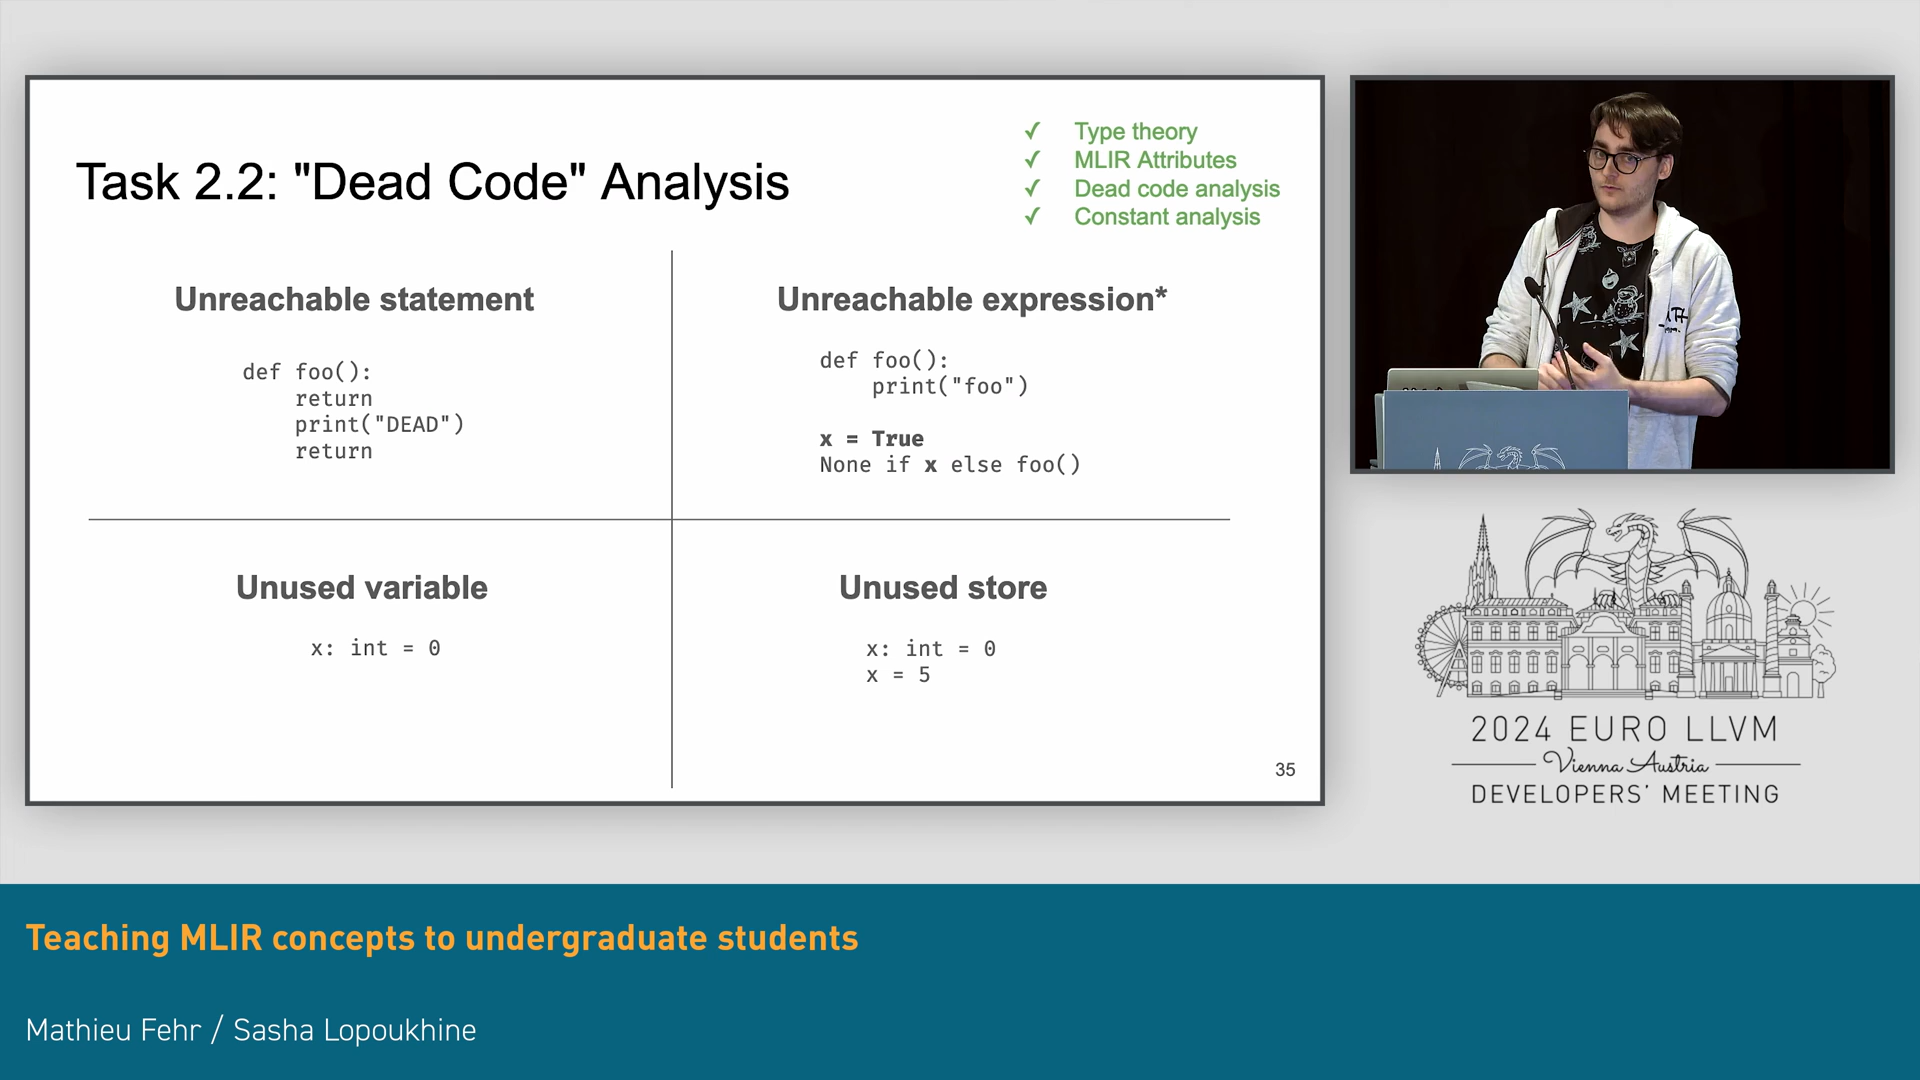 Task 2.2: "Dead Code" Analysis
✓ Type theory
✓ MLIR Attributes
✓ Dead code analysis
✓ Constant analysis
Unreachable statement
def foo():
    return
    print("DEAD")
    return
Unreachable expression*
def foo():
    print("foo")
x = True
None if x else foo()
Unused variable
x: int = 0
Unused store
x: int = 0
x = 5
35
2024 EURO LLVM
Vienna Austria
DEVELOPERS' MEETING
Teaching MLIR concepts to undergraduate students
Mathieu Fehr / Sasha Lopoukhine